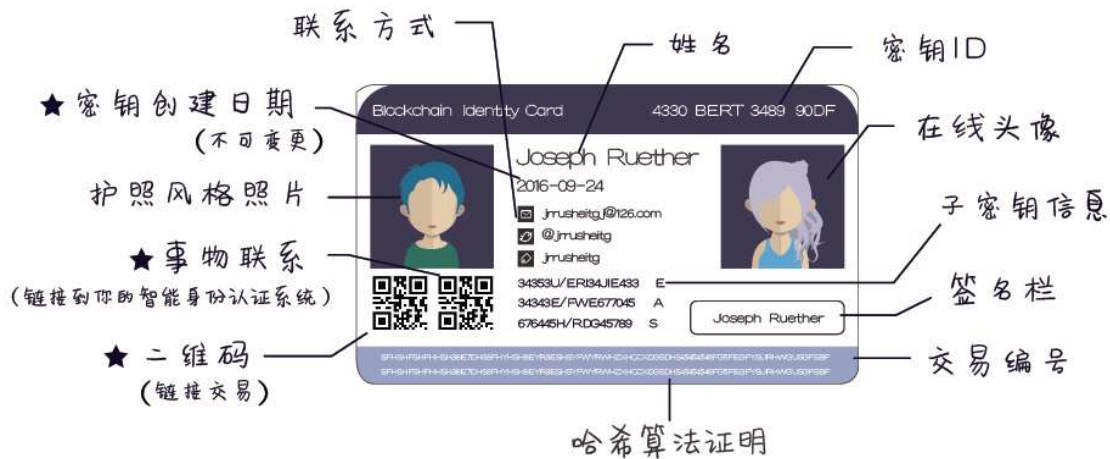 联系方式
姓名
密钥ID
★密钥创建日期
(不可变更)
护照风格照片
★事物联系
(链接到你的智能身份认证系统)
★二维码
(链接交易)
Blockchain Identity Card
4330 BERT 3489 90DF
Joseph Ruether
2016-09-24
jrrusheitgj@126.com
@jrrusheitg
jrrusheitg
34353U/ERI34JIE433 E
34343E/FWE677045 A
676445H/RDG45789 S
Joseph Ruether
在线头像
子密钥信息
签名栏
交易编号
哈希算法证明